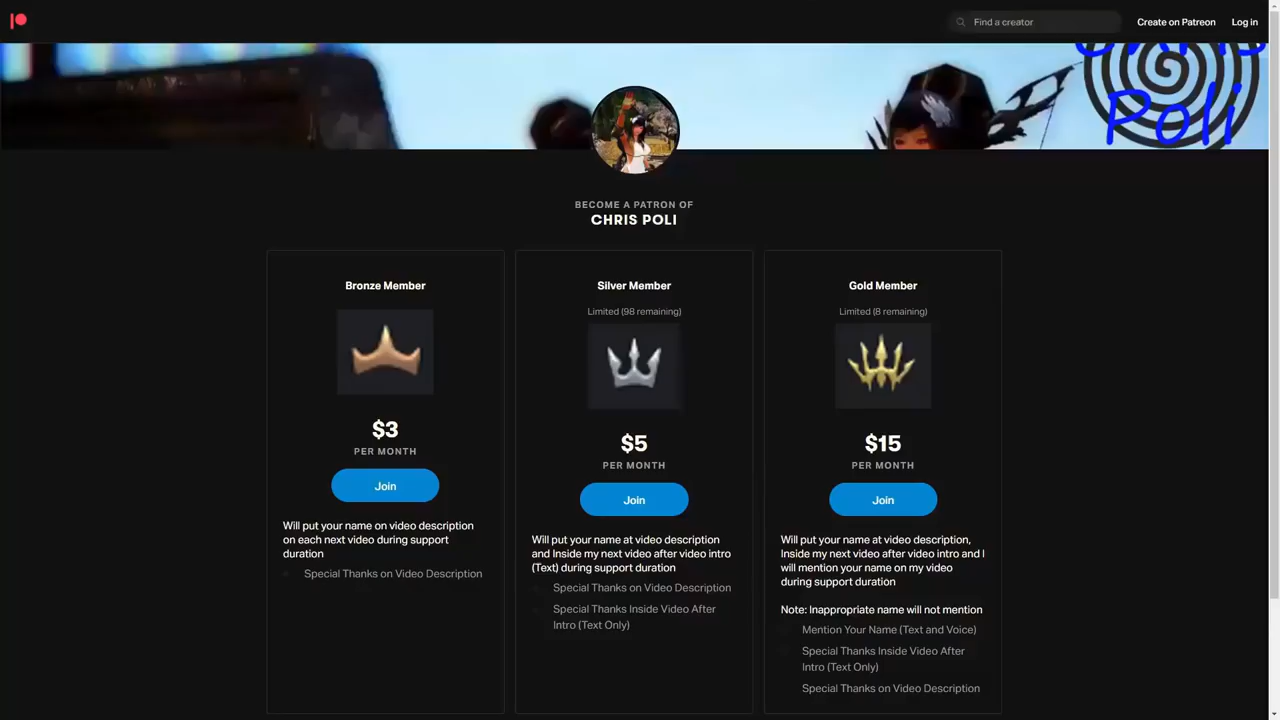 Find a creator
Create on Patreon
Log in
Poli
BECOME A PATRON OF
CHRIS POLI
Bronze Member
$3
PER MONTH
Join
Will put your name on video description
on each next video during support
duration
Special Thanks on Video Description
Silver Member
Limited (98 remaining)
$5
PER MONTH
Join
Will put your name at video description
and Inside my next video after video intro
(Text) during support duration
Special Thanks on Video Description
Special Thanks Inside Video After
Intro (Text Only)
Gold Member
Limited (8 remaining)
$15
PER MONTH
Join
Will put your name at video description,
Inside my next video after video intro and I
will mention your name on my video
during support duration
Note: Inappropriate name will not mention
Mention Your Name (Text and Voice)
Special Thanks Inside Video After
Intro (Text Only)
Special Thanks on Video Description